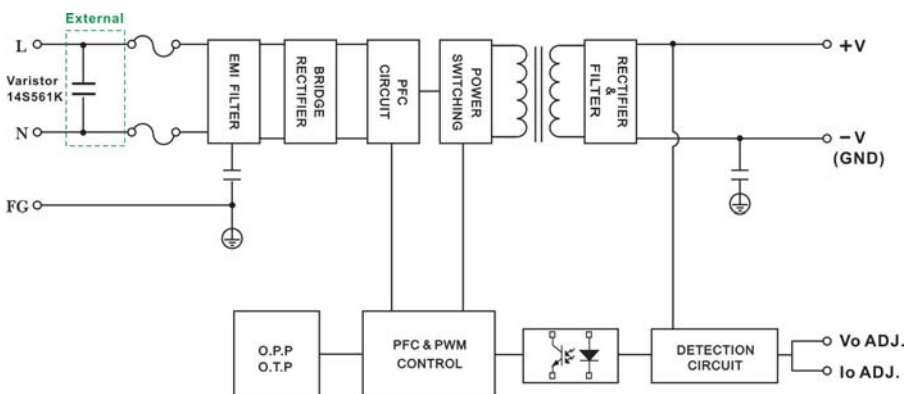 External
L
Varistor
14S561K
N
FG
EMI FILTER
BRIDGE
RECTIFIER
PFC
CIRCUIT
POWER
SWITCHING
RECTIFIER
&
FILTER
+V
−V
(GND)
O.P.P
O.T.P
PFC & PWM
CONTROL
DETECTION
CIRCUIT
Vo ADJ.
Io ADJ.